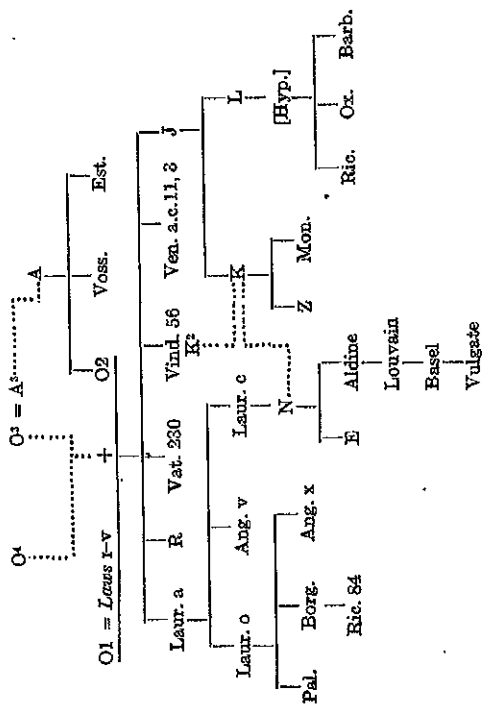 O⁴ O³ = A³ A
O1 = Laws I–V + O2 Voss. Est.
Laur. a R Vat. 230 Vind. 56 Ven. a.c.11, 3 J
K²
Laur. o Ang. v Laur. c K L
N Z Mon. [Hyp.]
Pal. Borg. Ang. x E Aldine Ric. Ox. Barb.
Ric. 84 Louvain
Basel
Vulgate